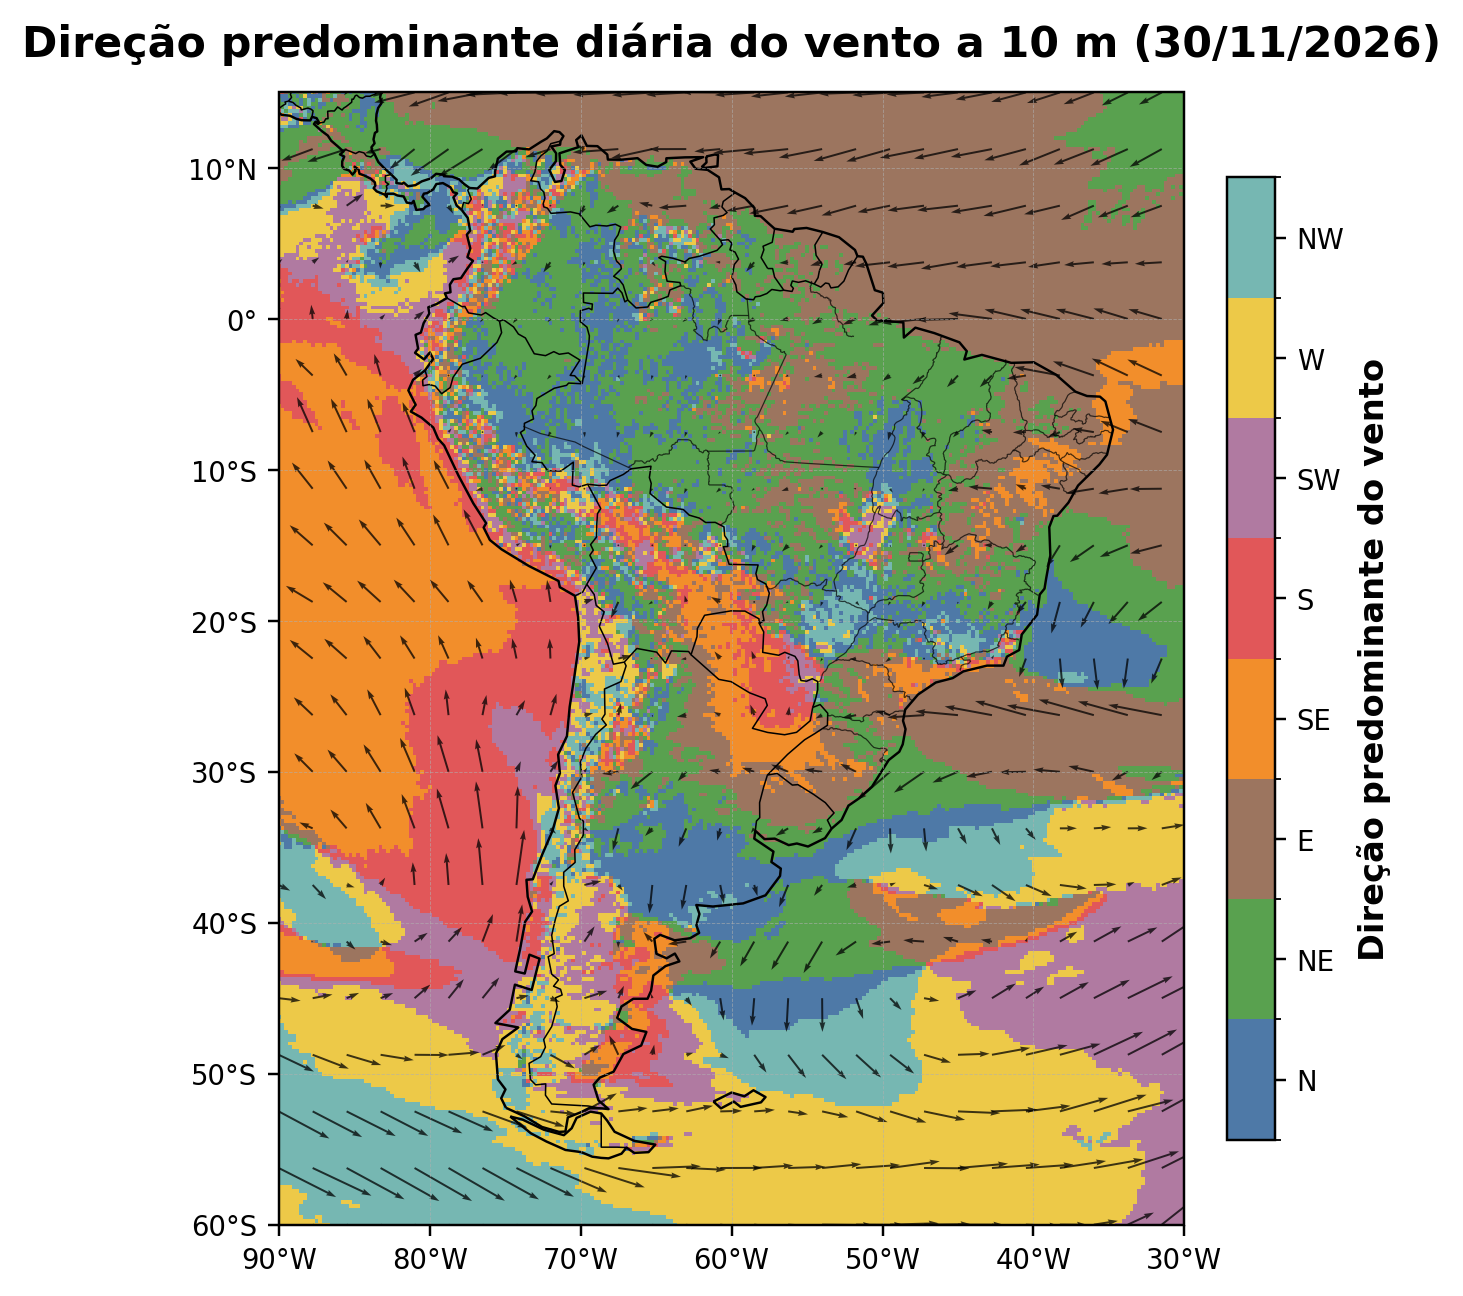 Direção predominante diária do vento a 10 m (30/11/2026)
10°N
0°
10°S
20°S
30°S
40°S
50°S
60°S
90°W
80°W
70°W
60°W
50°W
40°W
30°W
NW
W
SW
S
SE
E
NE
N
Direção predominante do vento